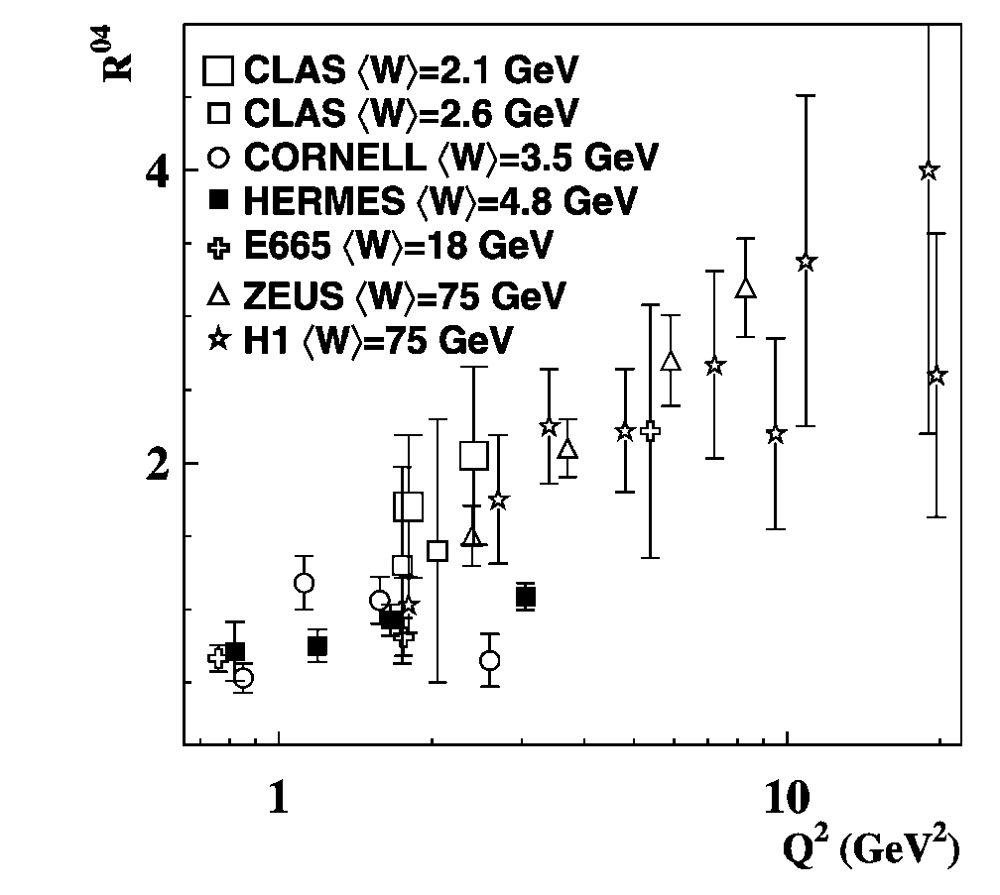 R^04
CLAS ⟨W⟩=2.1 GeV
CLAS ⟨W⟩=2.6 GeV
CORNELL ⟨W⟩=3.5 GeV
HERMES ⟨W⟩=4.8 GeV
E665 ⟨W⟩=18 GeV
ZEUS ⟨W⟩=75 GeV
H1 ⟨W⟩=75 GeV
4
2
1
10
Q² (GeV²)